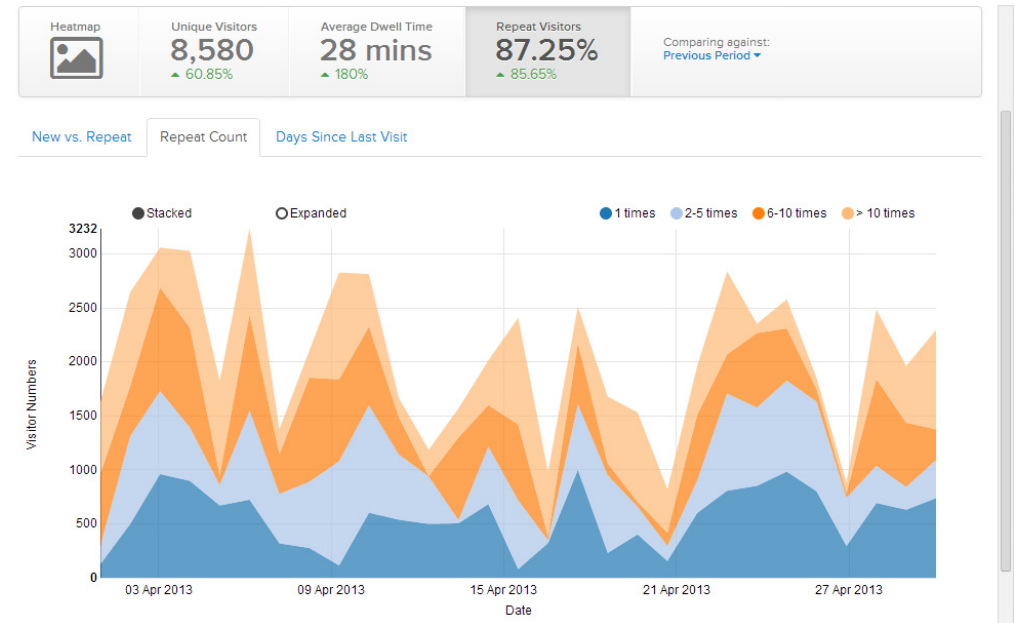 Heatmap
Unique Visitors
8,580
60.85%
Average Dwell Time
28 mins
180%
Repeat Visitors
87.25%
85.65%
Comparing against:
Previous Period
New vs. Repeat
Repeat Count
Days Since Last Visit
Stacked
Expanded
1 times
2-5 times
6-10 times
> 10 times
3232
3000
2500
2000
1500
1000
500
0
Visitor Numbers
03 Apr 2013
09 Apr 2013
15 Apr 2013
21 Apr 2013
27 Apr 2013
Date